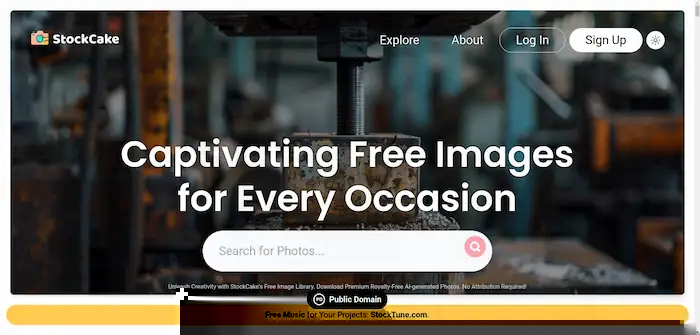 StockCake
Explore
About
Log In
Sign Up
Captivating Free Images
for Every Occasion
Search for Photos...
Unleash Creativity with StockCake's Free Image Library. Download Premium Royalty-Free AI-generated Photos. No Attribution Required!
PD Public Domain
Free Music for Your Projects: StockTune.com.